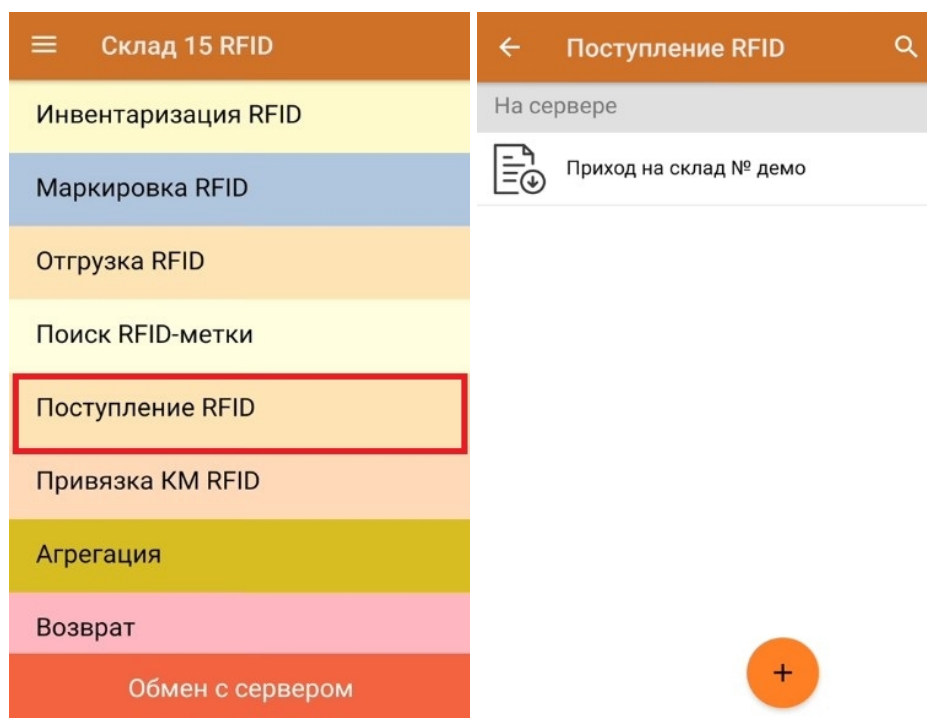 Склад 15 RFID
Инвентаризация RFID
Маркировка RFID
Отгрузка RFID
Поиск RFID-метки
Поступление RFID
Привязка КМ RFID
Агрегация
Возврат
Обмен с сервером
Поступление RFID
На сервере
Приход на склад № демо
+